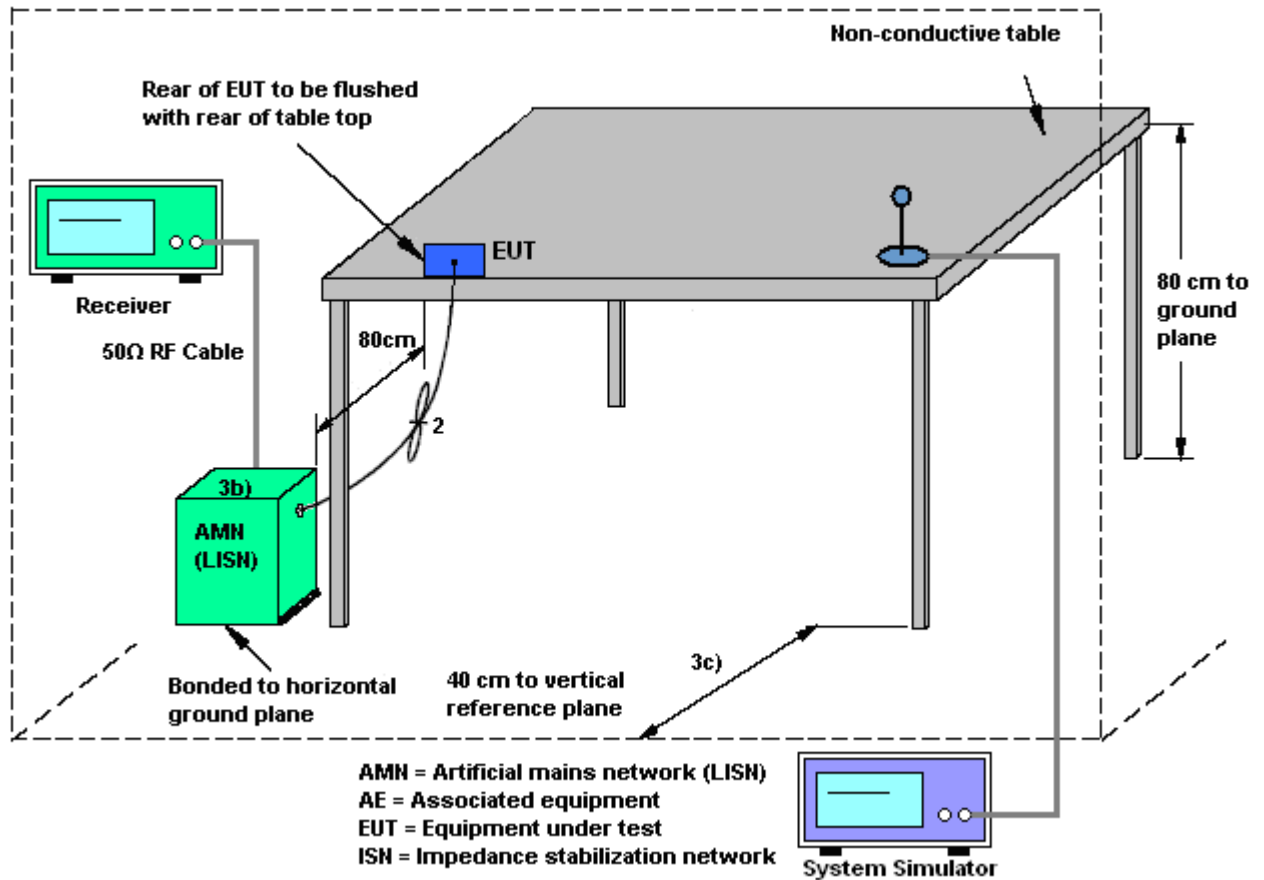 Non-conductive table
Rear of EUT to be flushed
with rear of table top
EUT
Receiver
80cm
80 cm to
ground
plane
50Ω RF Cable
2
3b)
AMN
(LISN)
3c)
Bonded to horizontal
ground plane
40 cm to vertical
reference plane
AMN = Artificial mains network (LISN)
AE = Associated equipment
EUT = Equipment under test
ISN = Impedance stabilization network
System Simulator